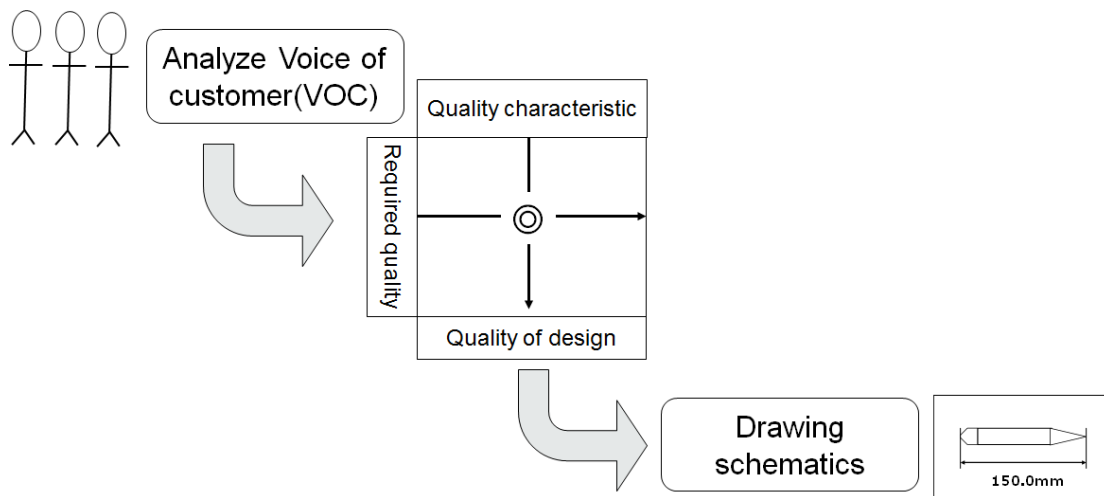 Analyze Voice of
customer(VOC)
Quality characteristic
Required quality
Quality of design
Drawing
schematics
150.0mm